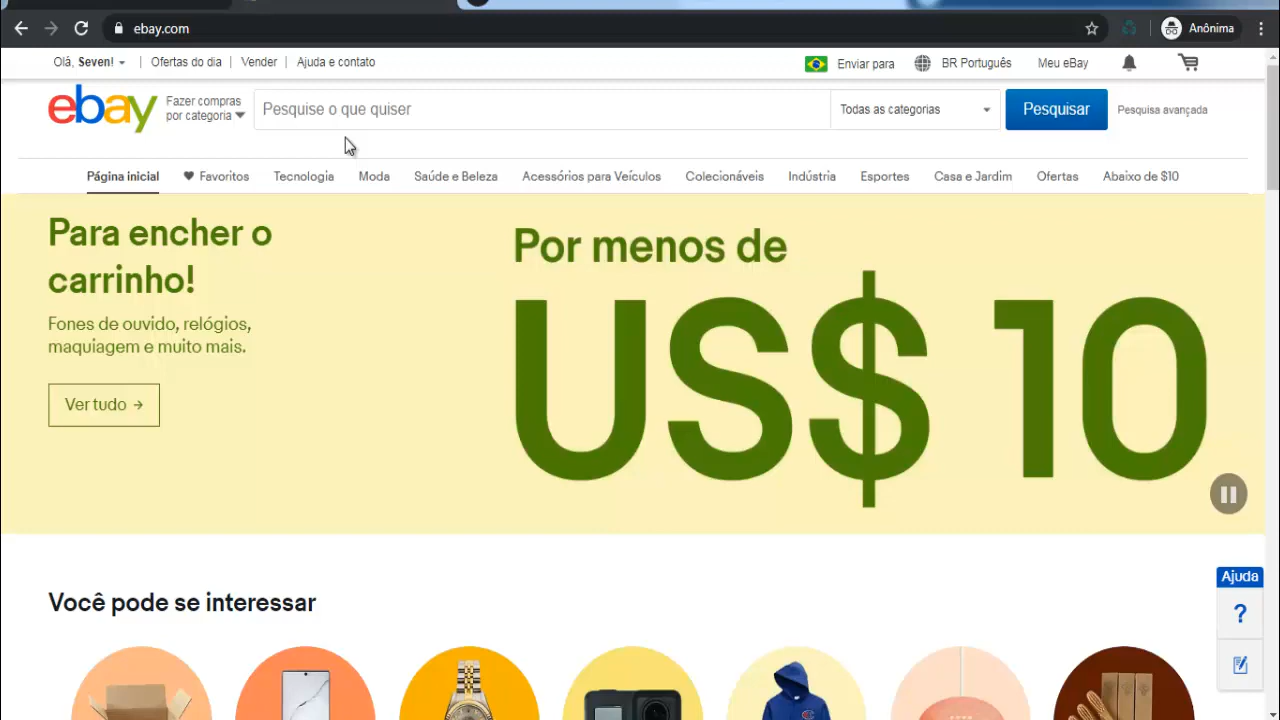 ebay.com
Anônima
Olá, Seven!
Ofertas do dia
Vender
Ajuda e contato
Enviar para
BR Português
Meu eBay
ebay
Fazer compras
por categoria
Pesquise o que quiser
Todas as categorias
Pesquisar
Pesquisa avançada
Página inicial
Favoritos
Tecnologia
Moda
Saúde e Beleza
Acessórios para Veículos
Colecionáveis
Indústria
Esportes
Casa e Jardim
Ofertas
Abaixo de $10
Para encher o
carrinho!
Fones de ouvido, relógios,
maquiagem e muito mais.
Ver tudo →
Por menos de
US$ 10
Ajuda
?
Você pode se interessar